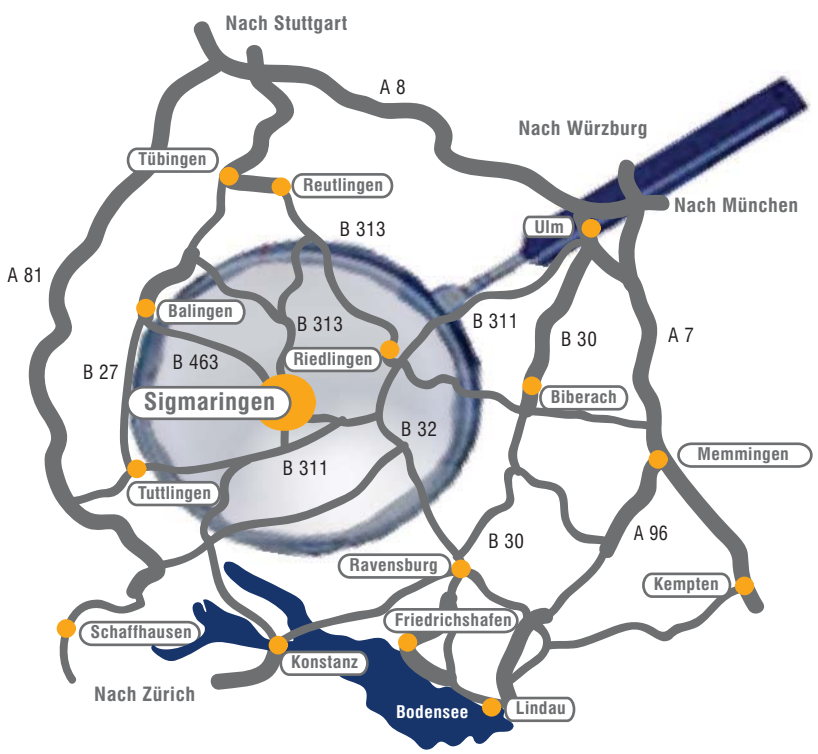 Nach Stuttgart
A 8
Nach Würzburg
Tübingen
Reutlingen
Nach München
Ulm
B 313
A 81
Balingen
B 313
B 311
B 30
A 7
B 463
Riedlingen
B 27
Sigmaringen
Biberach
B 32
Memmingen
B 311
Tuttlingen
B 30
A 96
Ravensburg
Kempten
Friedrichshafen
Schaffhausen
Konstanz
Nach Zürich
Bodensee
Lindau